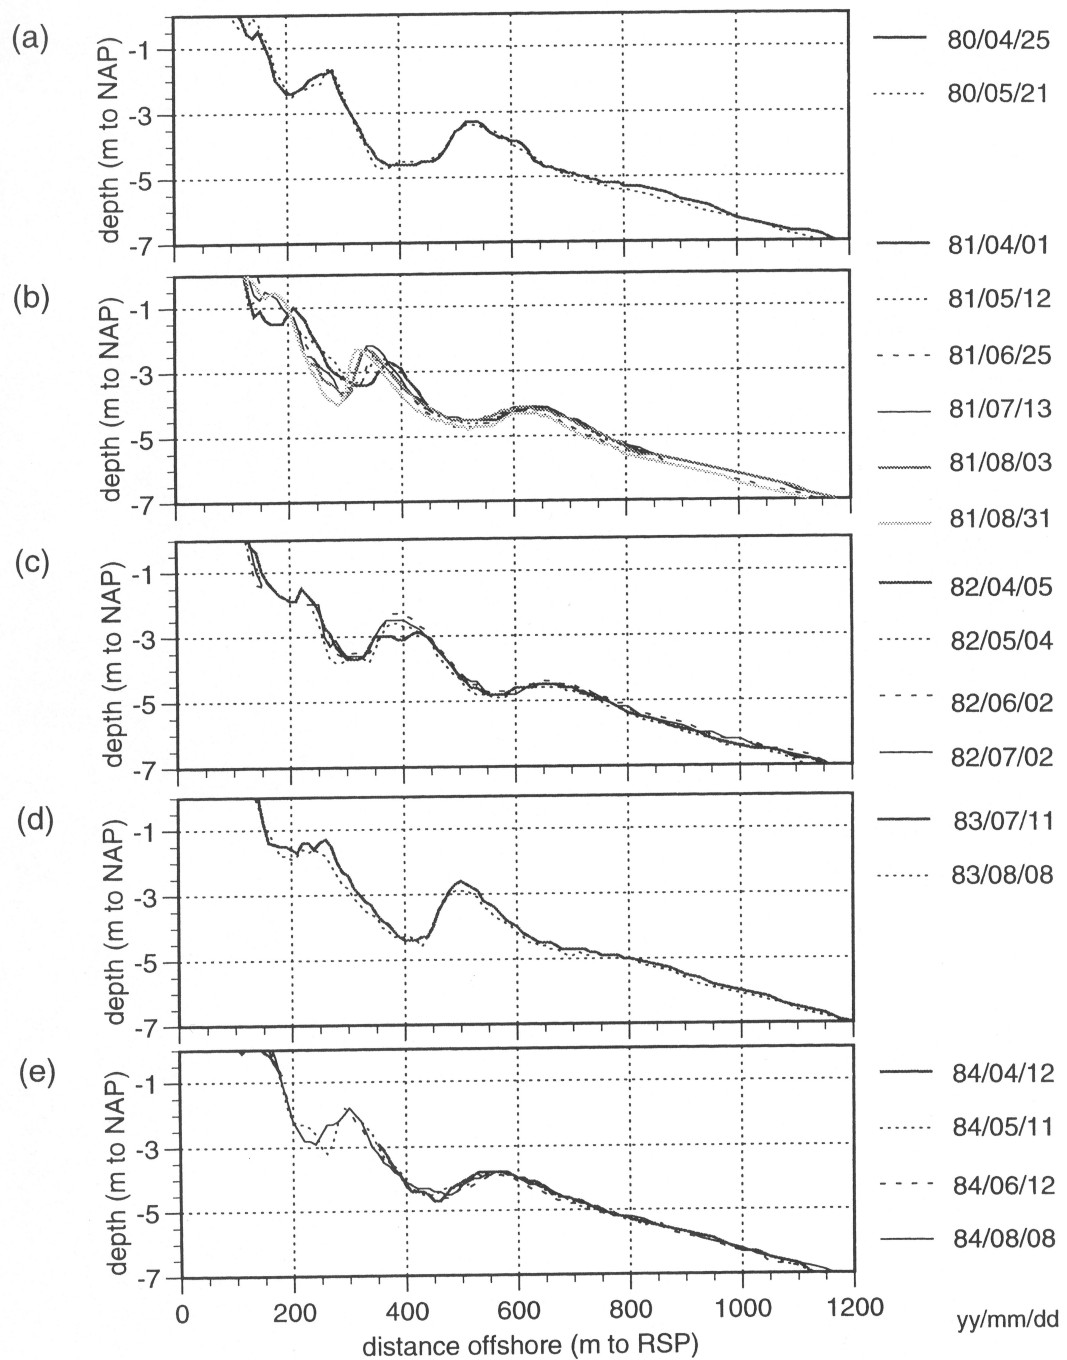 (a)
depth (m to NAP)
-1
-3
-5
-7
80/04/25
80/05/21
(b)
depth (m to NAP)
-1
-3
-5
-7
81/04/01
81/05/12
81/06/25
81/07/13
81/08/03
81/08/31
(c)
depth (m to NAP)
-1
-3
-5
-7
82/04/05
82/05/04
82/06/02
82/07/02
(d)
depth (m to NAP)
-1
-3
-5
-7
83/07/11
83/08/08
(e)
depth (m to NAP)
-1
-3
-5
-7
84/04/12
84/05/11
84/06/12
84/08/08
0 200 400 600 800 1000 1200
distance offshore (m to RSP)
yy/mm/dd